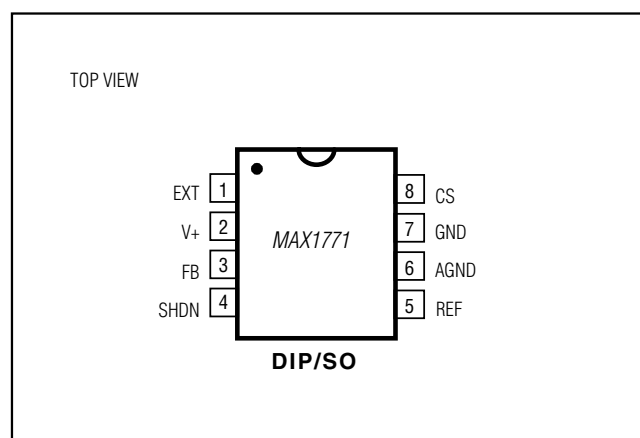 TOP VIEW
EXT 1
V+ 2
FB 3
SHDN 4
MAX1771
8 CS
7 GND
6 AGND
5 REF
DIP/SO